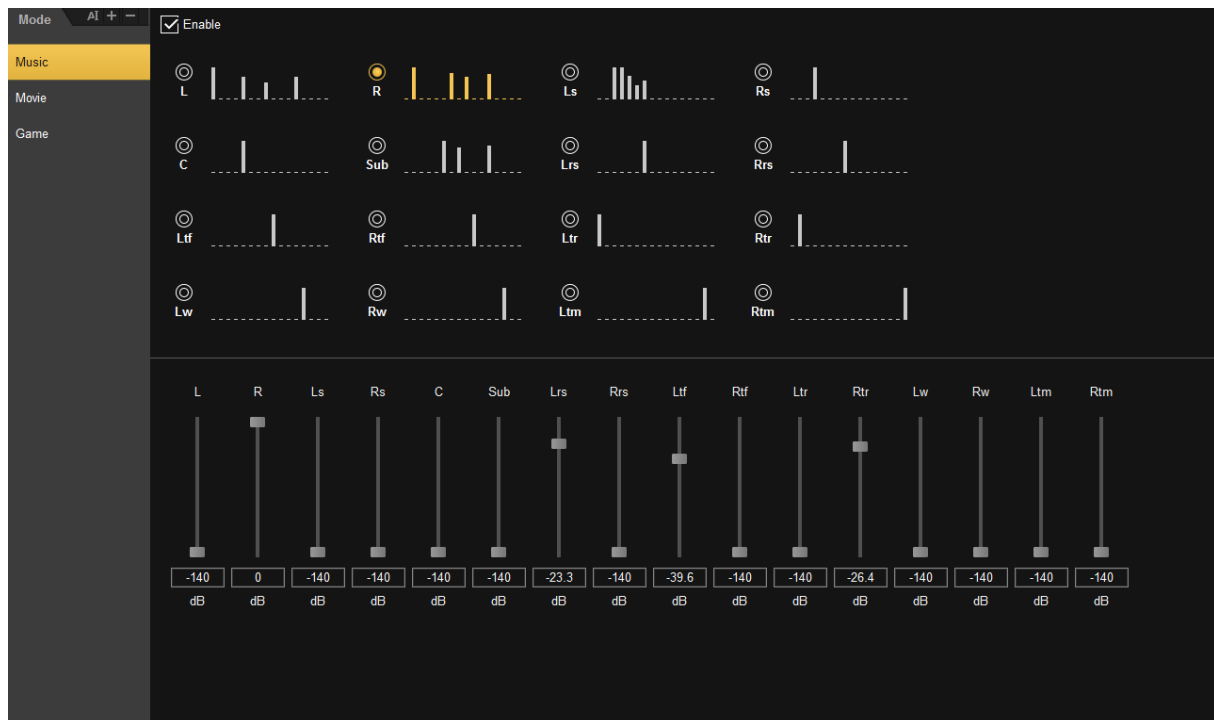 Mode AI + −
Enable
Music
Movie
Game
L R Ls Rs
C Sub Lrs Rrs
Ltf Rtf Ltr Rtr
Lw Rw Ltm Rtm
L R Ls Rs C Sub Lrs Rrs Ltf Rtf Ltr Rtr Lw Rw Ltm Rtm
-140 0 -140 -140 -140 -140 -23.3 -140 -39.6 -140 -140 -26.4 -140 -140 -140 -140
dB dB dB dB dB dB dB dB dB dB dB dB dB dB dB dB